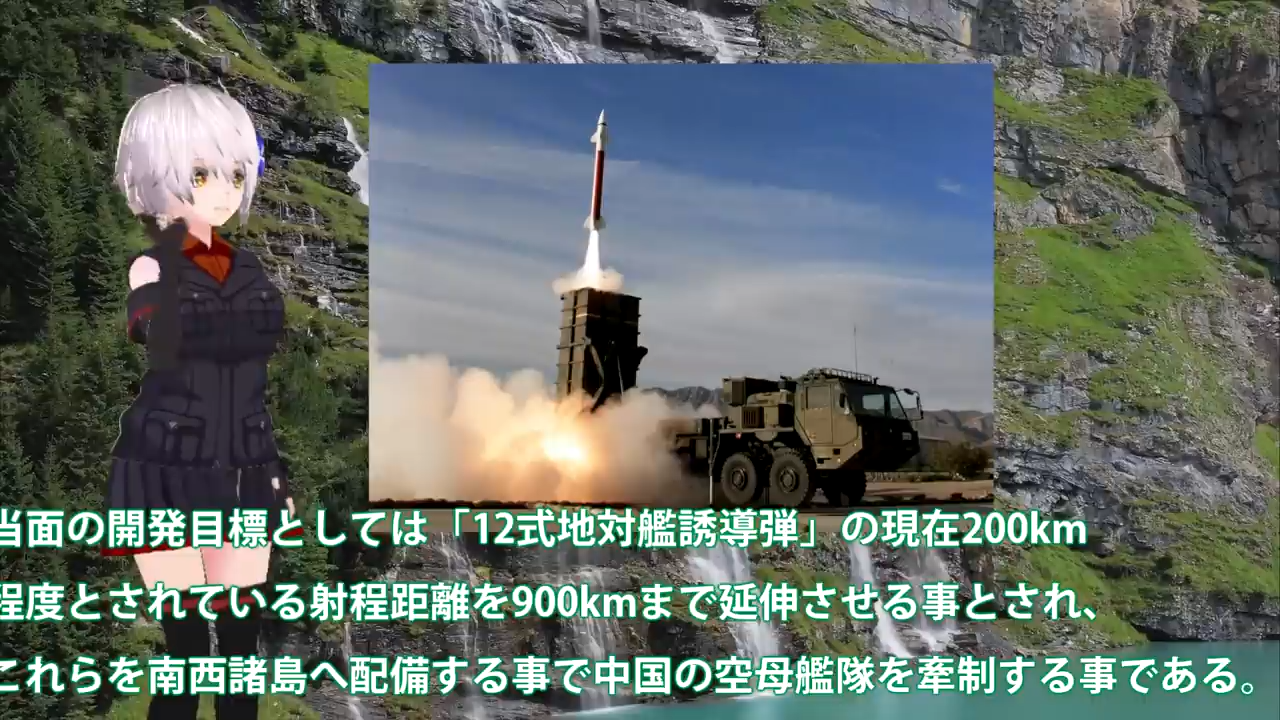 当面の開発目標としては「12式地対艦誘導弾」の現在200km
程度とされている射程距離を900kmまで延伸させる事とされ、
これらを南西諸島へ配備する事で中国の空母艦隊を牽制する事である。